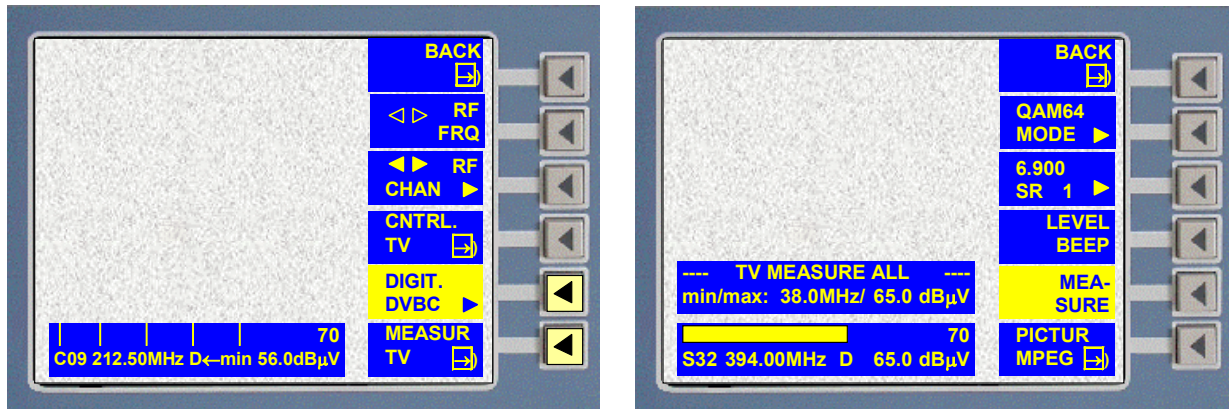 BACK
◁ ▷ RF
FRQ
◀ ▶ RF
CHAN ▶
CNTRL.
TV
DIGIT.
DVBC ▶
70
C09 212.50MHz D←min 56.0dBµV
MEASUR
TV
BACK
QAM64
MODE ▶
6.900
SR 1 ▶
LEVEL
BEEP
---- TV MEASURE ALL ----
min/max: 38.0MHz/ 65.0 dBµV
MEA-
SURE
70
S32 394.00MHz D 65.0 dBµV
PICTUR
MPEG